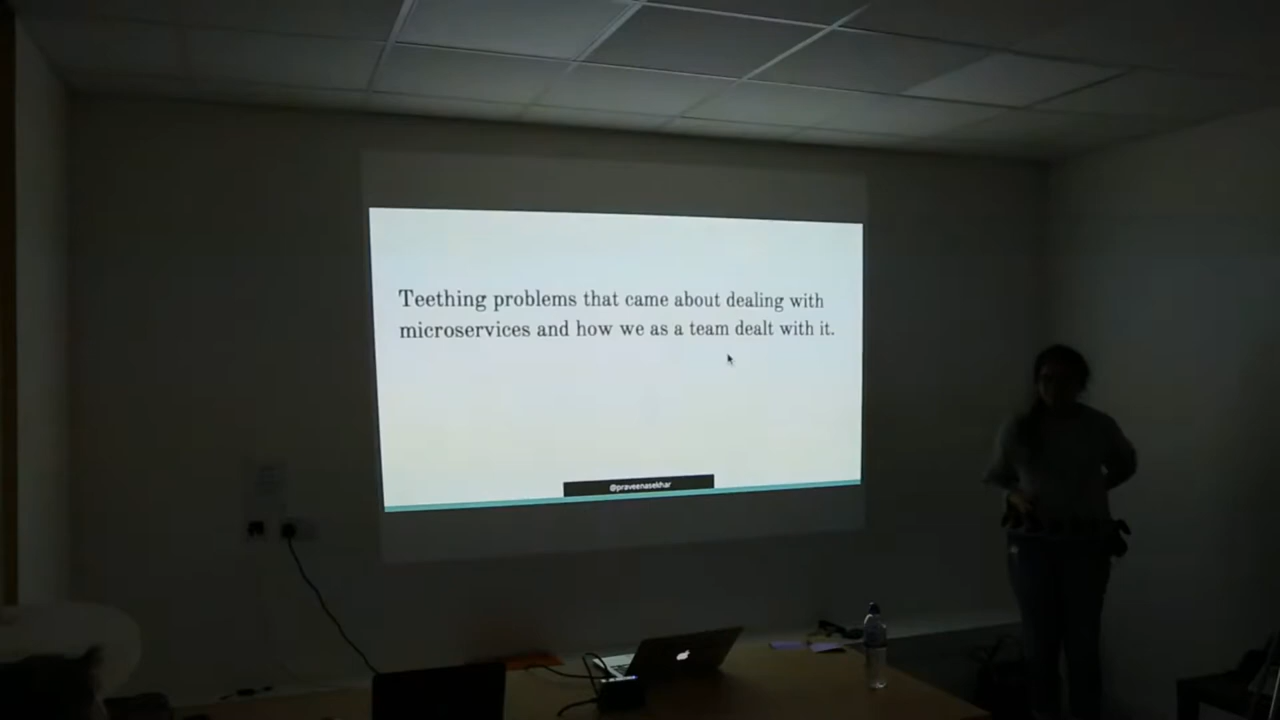 Teething problems that came about dealing with
microservices and how we as a team dealt with it.
@praveenasekhar